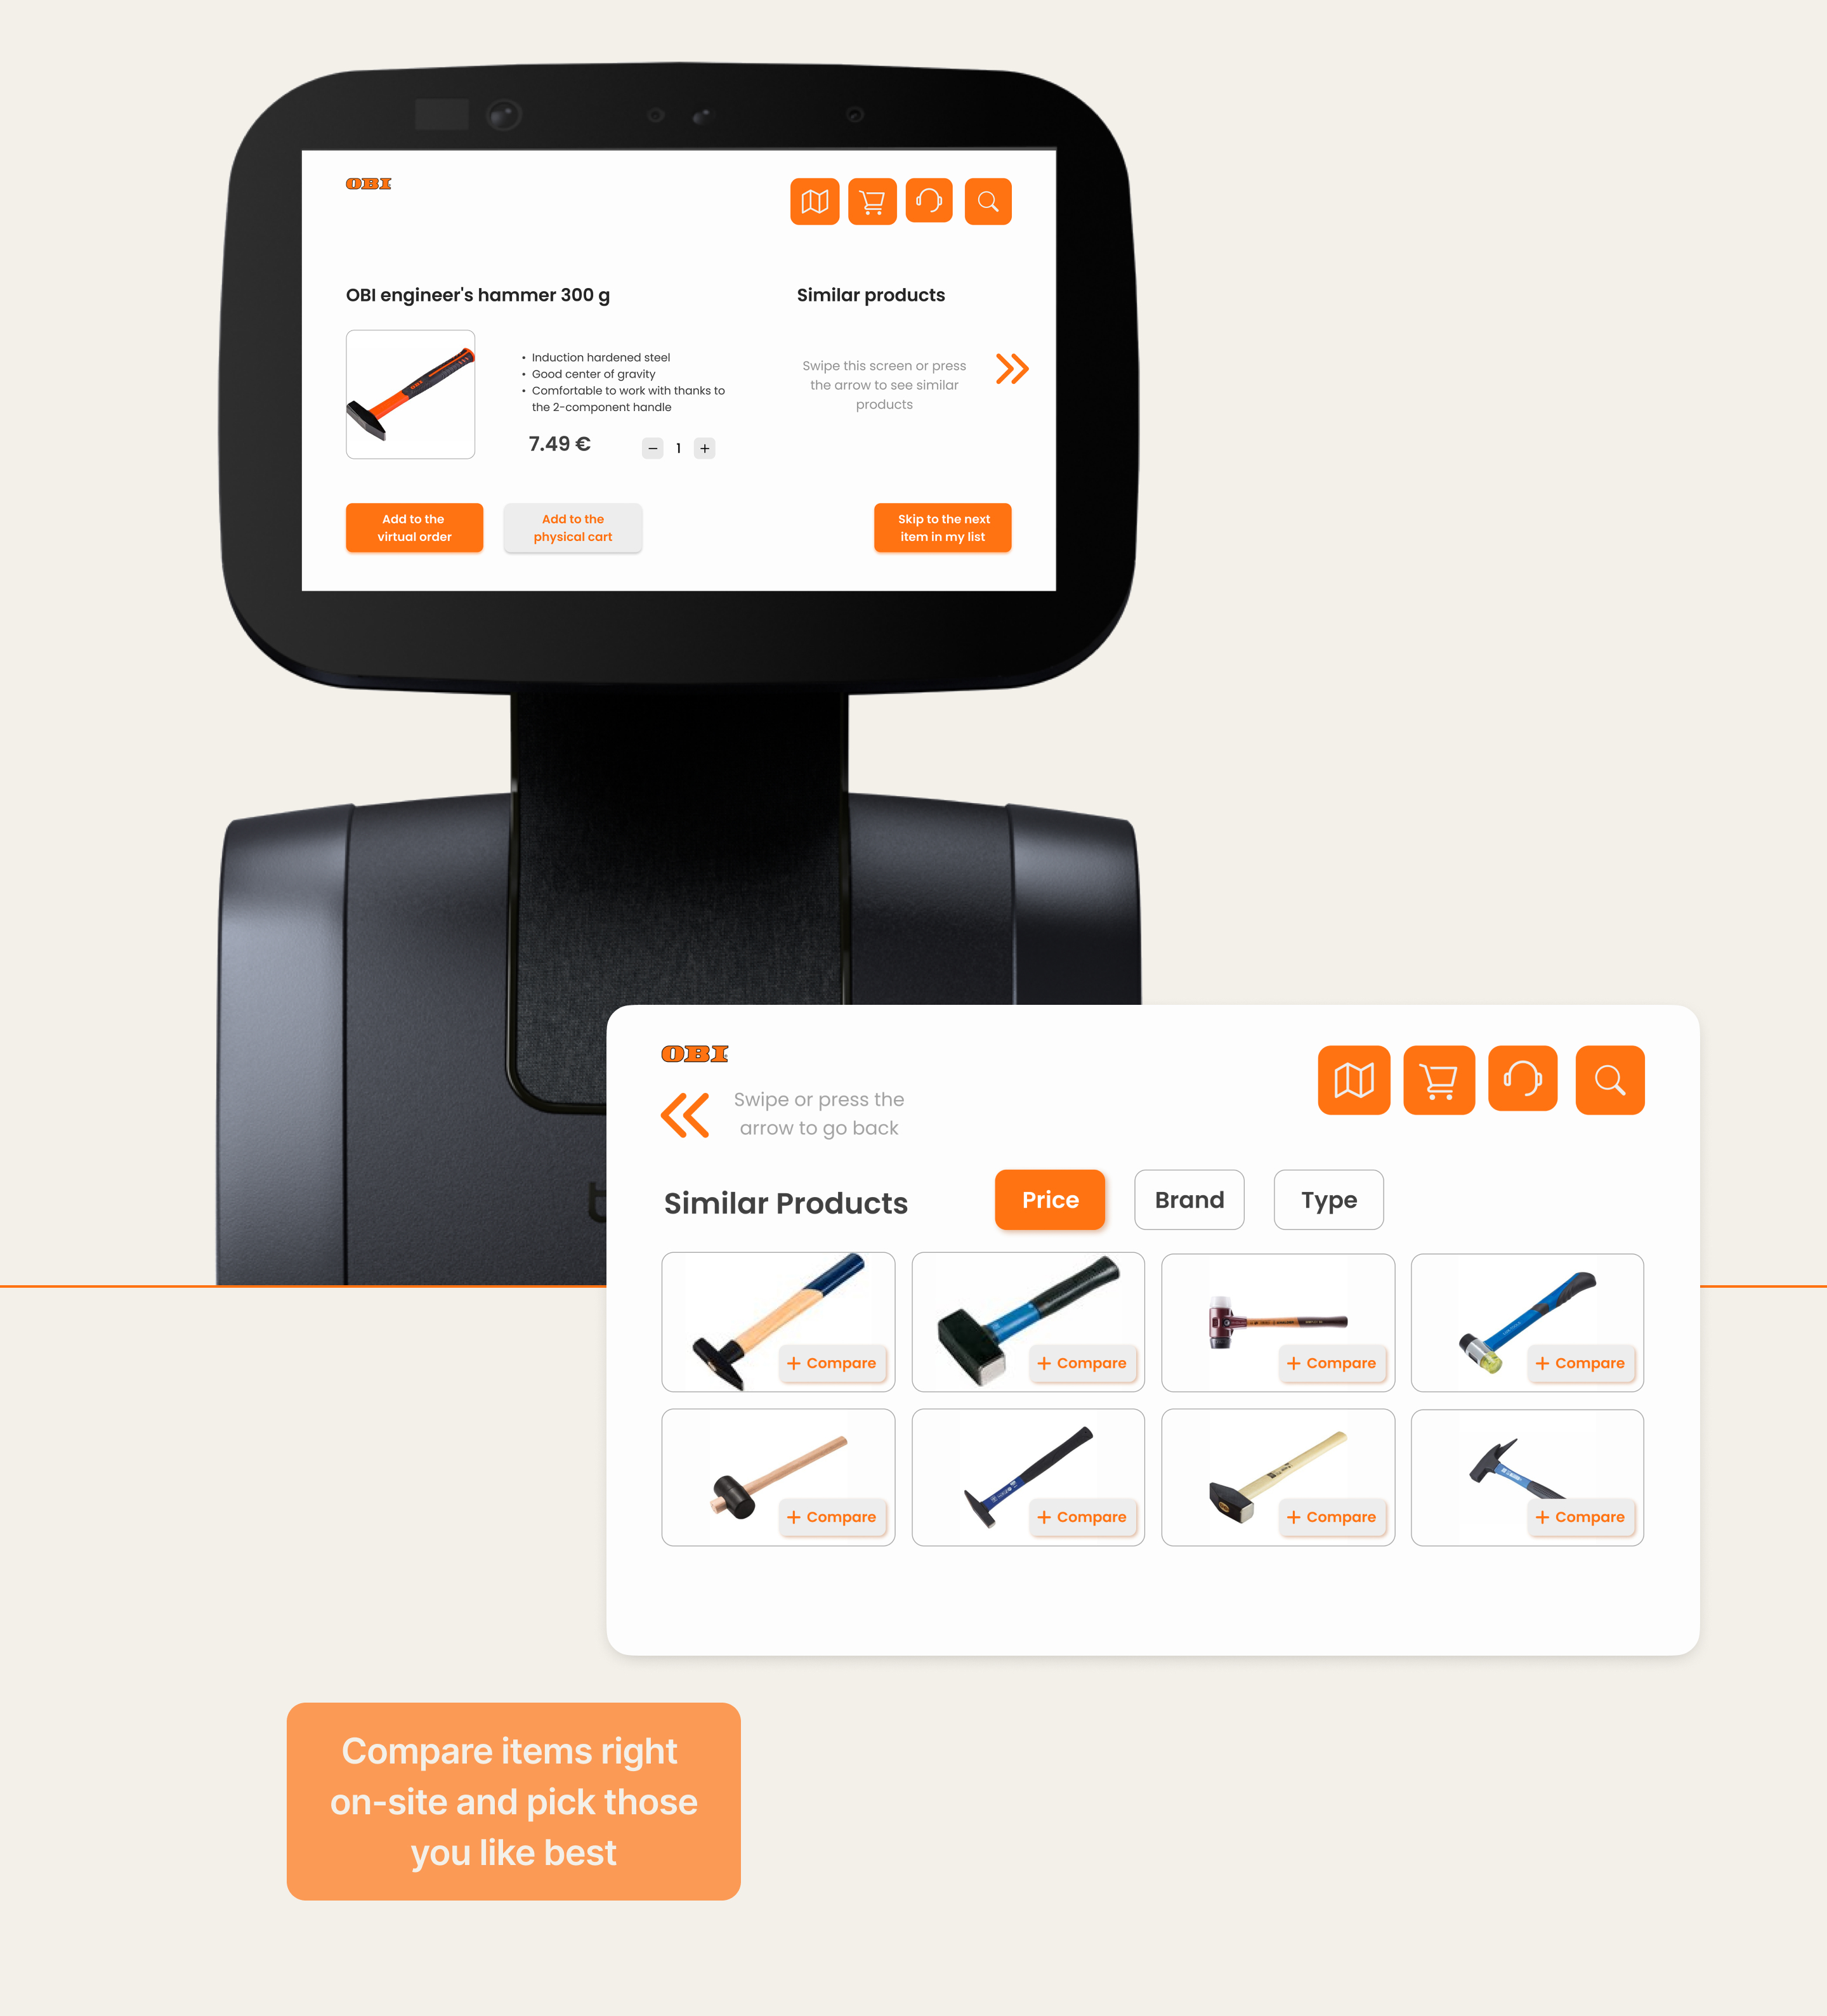 OBI
OBI engineer's hammer 300 g
• Induction hardened steel
• Good center of gravity
• Comfortable to work with thanks to
the 2-component handle
7.49 €
− 1 +
Add to the
virtual order
Add to the
physical cart
Similar products
Swipe this screen or press
the arrow to see similar
products
Skip to the next
item in my list
OBI
Swipe or press the
arrow to go back
Similar Products
Price
Brand
Type
+ Compare
+ Compare
+ Compare
+ Compare
+ Compare
+ Compare
+ Compare
+ Compare
Compare items right
on-site and pick those
you like best